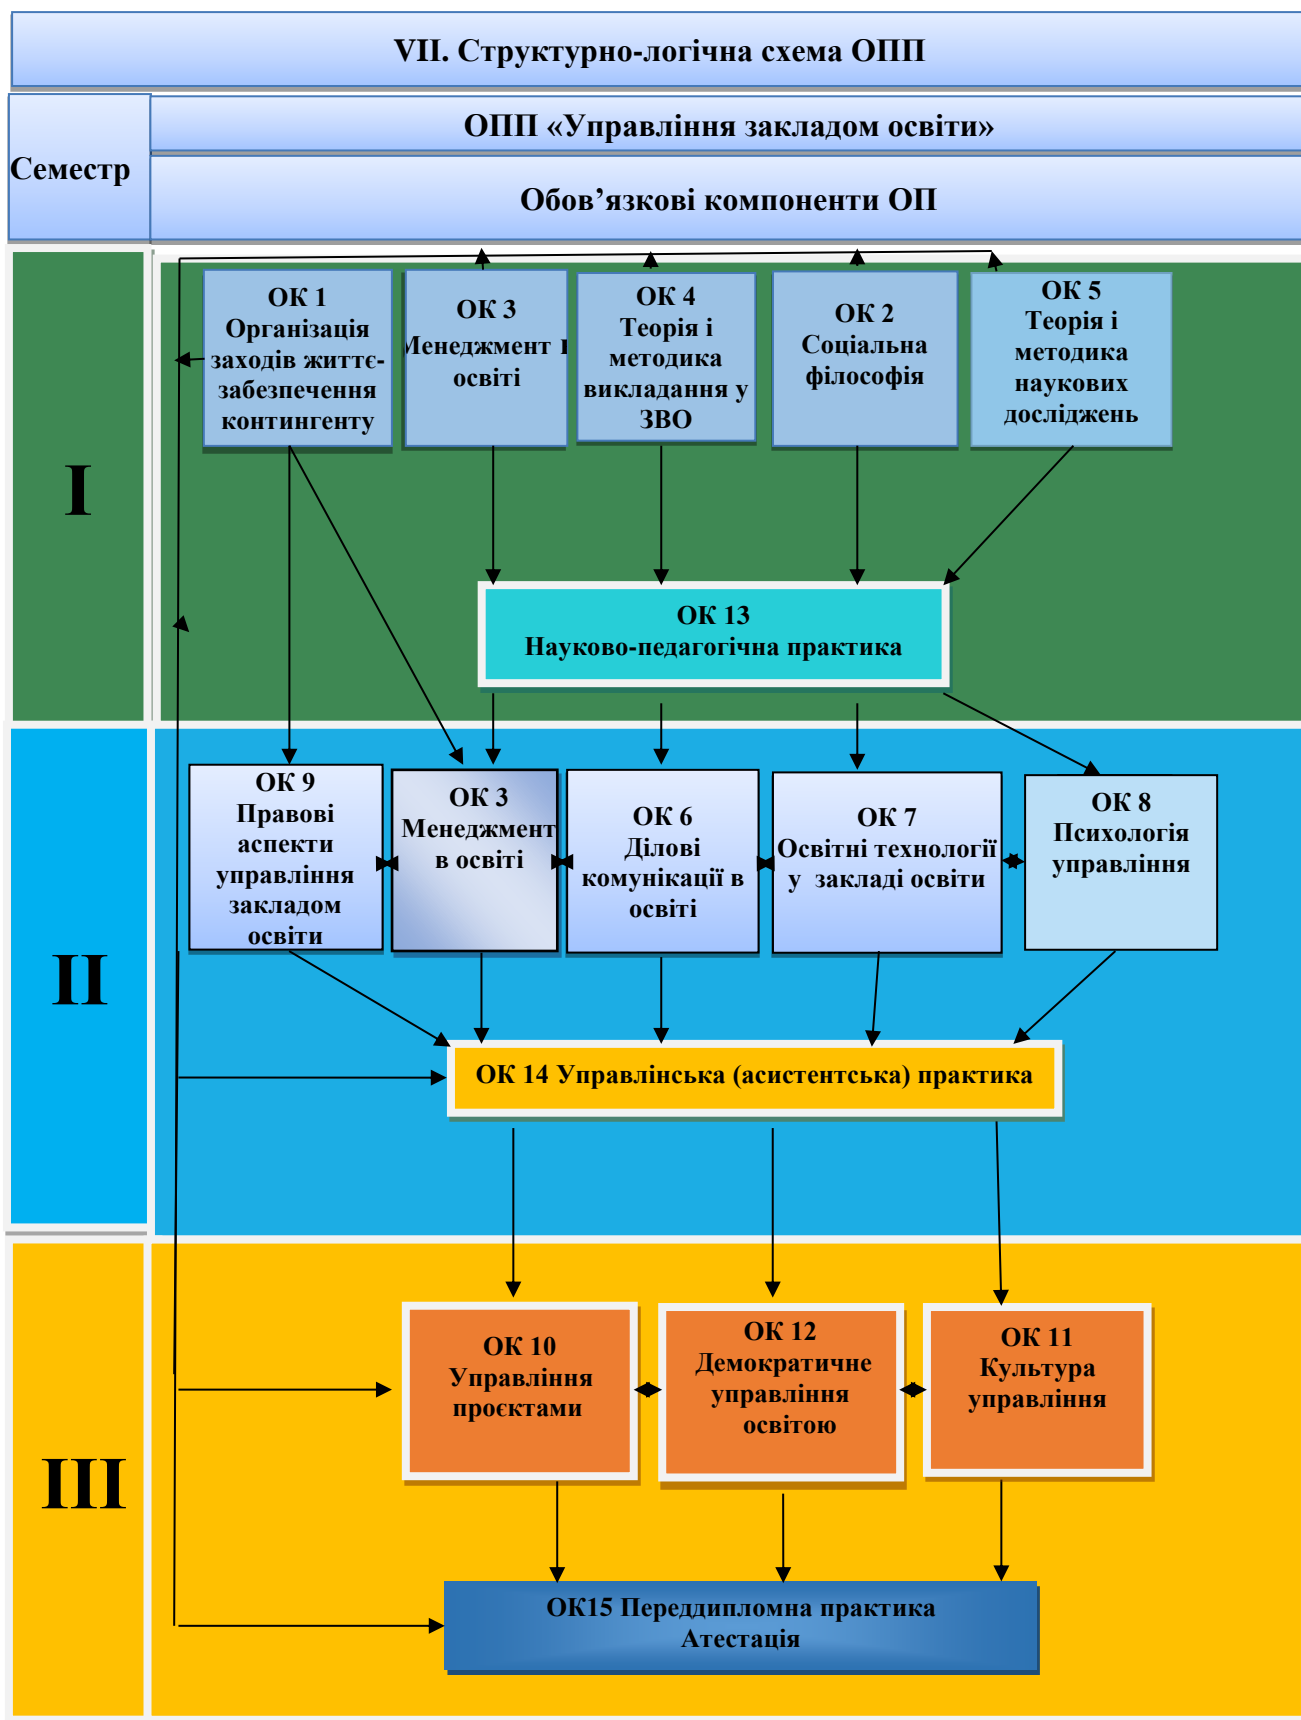 VII. Структурно-логічна схема ОПП
Семестр
ОПП «Управління закладом освіти»
Обов’язкові компоненти ОП
I
ОК 1
Організація
заходів життє-
забезпечення
контингенту
ОК 3
Менеджмент в
освіті
ОК 4
Теорія і
методика
викладання у
ЗВО
ОК 2
Соціальна
філософія
ОК 5
Теорія і
методика
наукових
досліджень
ОК 13
Науково-педагогічна практика
II
ОК 9
Правові
аспекти
управління
закладом
освіти
ОК 3
Менеджмент
в освіті
ОК 6
Ділові
комунікації в
освіті
ОК 7
Освітні технології
у закладі освіти
ОК 8
Психологія
управління
ОК 14 Управлінська (асистентська) практика
III
ОК 10
Управління
проєктами
ОК 12
Демократичне
управління
освітою
ОК 11
Культура
управління
ОК15 Переддипломна практика
Атестація